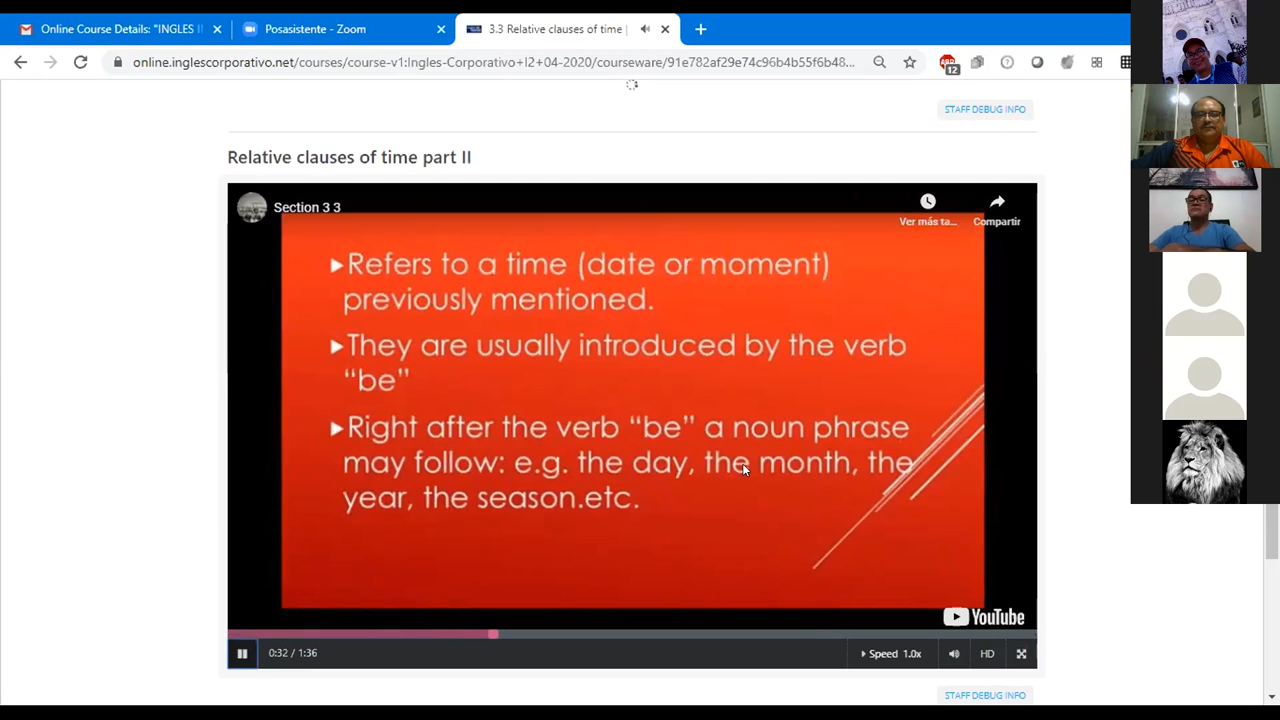 Online Course Details: "INGLES II
Posasistente - Zoom
3.3 Relative clauses of time |
online.inglescorporativo.net/courses/course-v1:Ingles-Corporativo+I2+04-2020/courseware/91e782af29e74c96b4b55f6b48...
ABP
12
STAFF DEBUG INFO
Relative clauses of time part II
Section 3 3
Ver más ta...
Compartir
▸Refers to a time (date or moment)
previously mentioned.
▸They are usually introduced by the verb
“be”
▸Right after the verb “be” a noun phrase
may follow: e.g. the day, the month, the
year, the season.etc.
YouTube
0:32 / 1:36
Speed 1.0x
HD
STAFF DEBUG INFO